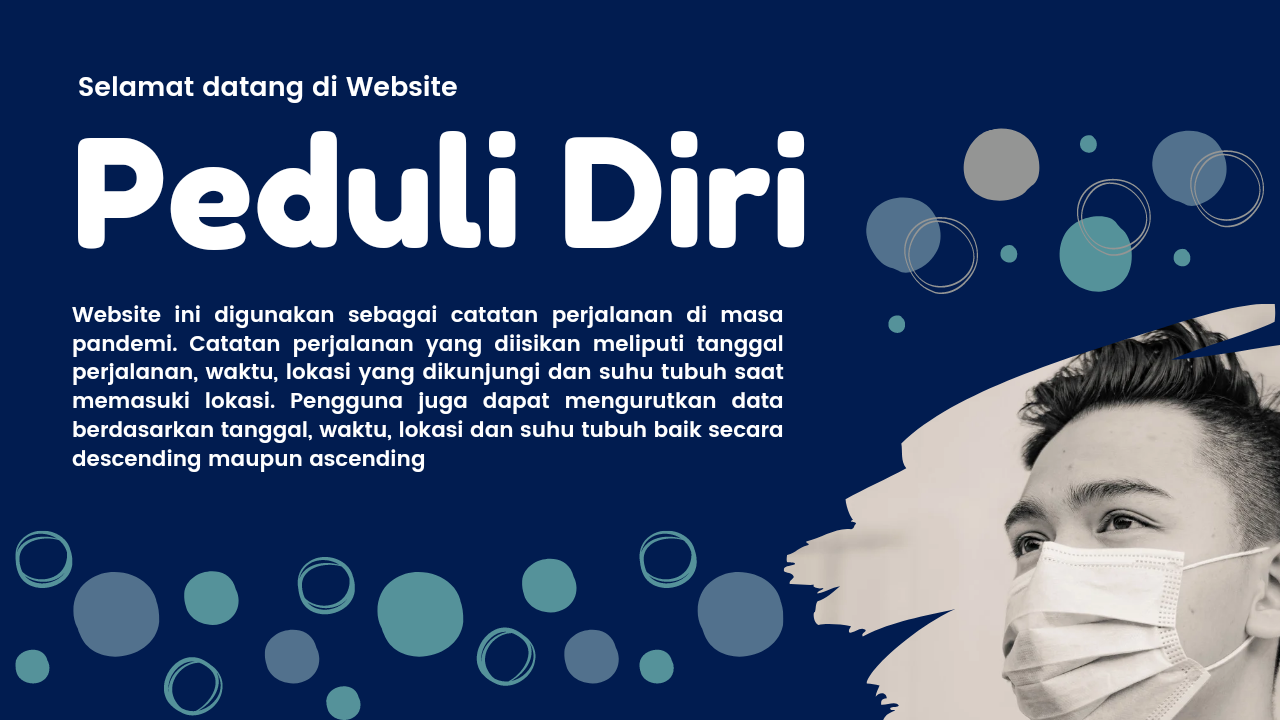 Selamat datang di Website
Peduli Diri
Website ini digunakan sebagai catatan perjalanan di masa
pandemi. Catatan perjalanan yang diisikan meliputi tanggal
perjalanan, waktu, lokasi yang dikunjungi dan suhu tubuh saat
memasuki lokasi. Pengguna juga dapat mengurutkan data
berdasarkan tanggal, waktu, lokasi dan suhu tubuh baik secara
descending maupun ascending